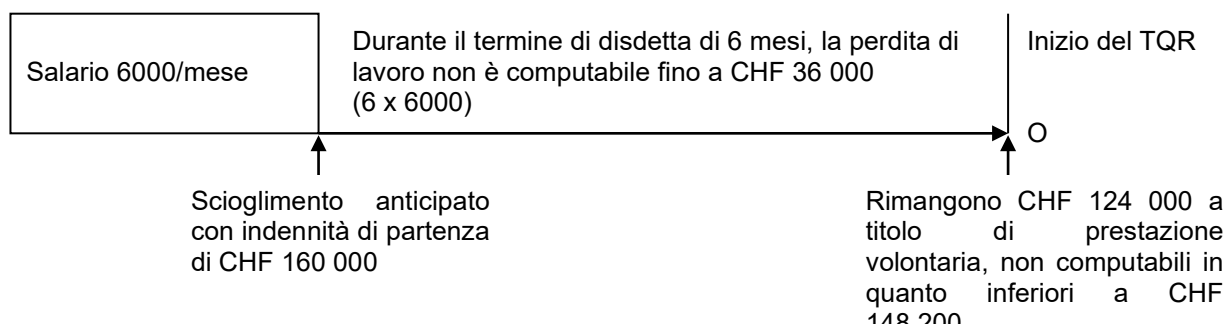 Salario 6000/mese
Durante il termine di disdetta di 6 mesi, la perdita di
lavoro non è computabile fino a CHF 36 000
(6 x 6000)
Inizio del TQR
O
Scioglimento anticipato
con indennità di partenza
di CHF 160 000
Rimangono CHF 124 000 a
titolo di prestazione
volontaria, non computabili in
quanto inferiori a CHF
148 200